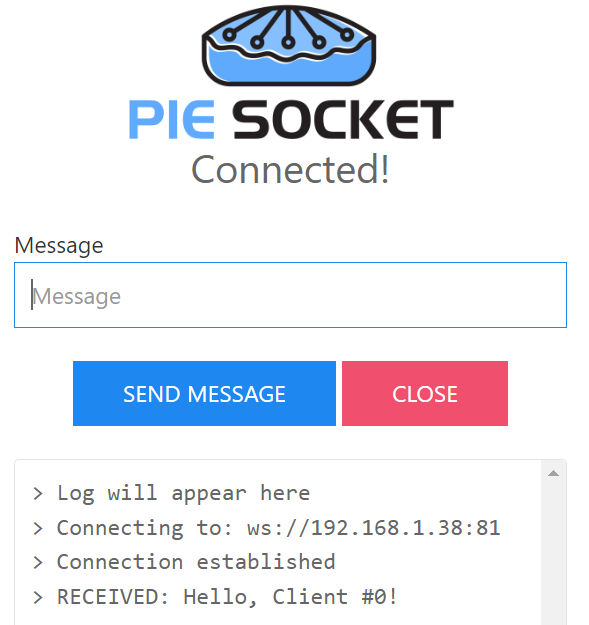 PIE SOCKET
Connected!
Message
Message
SEND MESSAGE CLOSE
> Log will appear here
> Connecting to: ws://192.168.1.38:81
> Connection established
> RECEIVED: Hello, Client #0!